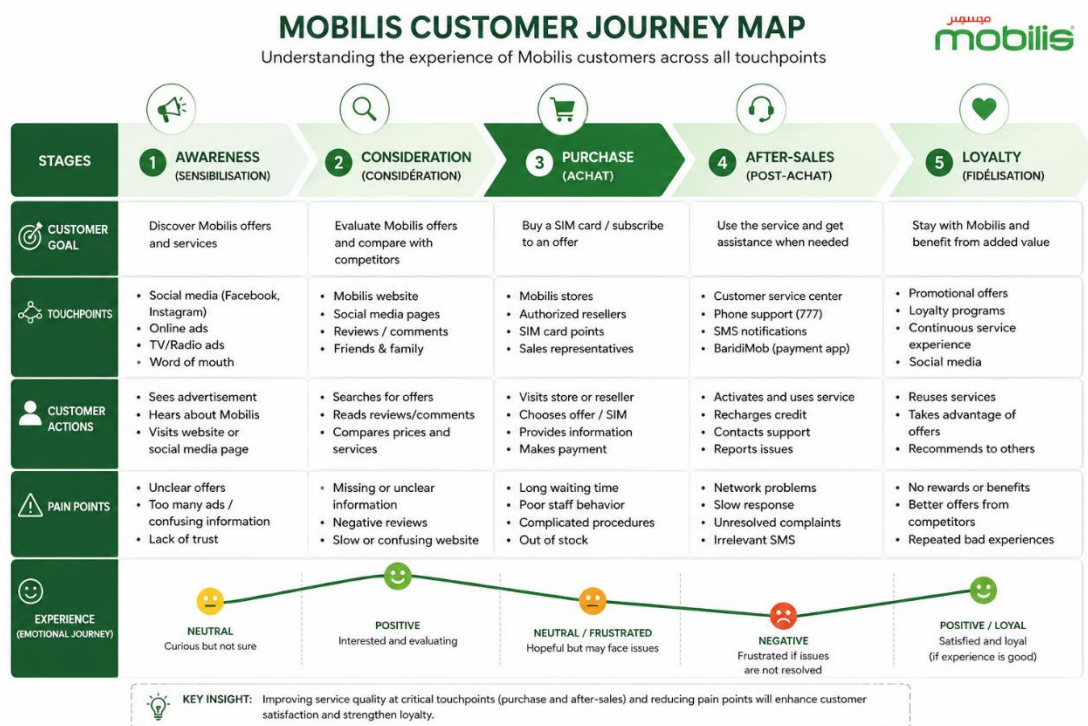 MOBILIS CUSTOMER JOURNEY MAP
Understanding the experience of Mobilis customers across all touchpoints
mobilis
STAGES
1 AWARENESS
(SENSIBILISATION)
2 CONSIDERATION
(CONSIDÉRATION)
3 PURCHASE
(ACHAT)
4 AFTER-SALES
(POST-ACHAT)
5 LOYALTY
(FIDÉLISATION)
CUSTOMER
GOAL
Discover Mobilis offers
and services
Evaluate Mobilis offers
and compare with
competitors
Buy a SIM card / subscribe
to an offer
Use the service and get
assistance when needed
Stay with Mobilis and
benefit from added value
TOUCHPOINTS
• Social media (Facebook,
Instagram)
• Online ads
• TV/Radio ads
• Word of mouth
• Mobilis website
• Social media pages
• Reviews / comments
• Friends & family
• Mobilis stores
• Authorized resellers
• SIM card points
• Sales representatives
• Customer service center
• Phone support (777)
• SMS notifications
• BaridiMob (payment app)
• Promotional offers
• Loyalty programs
• Continuous service
experience
• Social media
CUSTOMER
ACTIONS
• Sees advertisement
• Hears about Mobilis
• Visits website or
social media page
• Searches for offers
• Reads reviews/comments
• Compares prices and
services
• Visits store or reseller
• Chooses offer / SIM
• Provides information
• Makes payment
• Activates and uses service
• Recharges credit
• Contacts support
• Reports issues
• Reuses services
• Takes advantage of
offers
• Recommends to others
PAIN POINTS
• Unclear offers
• Too many ads /
confusing information
• Lack of trust
• Missing or unclear
information
• Negative reviews
• Slow or confusing website
• Long waiting time
• Poor staff behavior
• Complicated procedures
• Out of stock
• Network problems
• Slow response
• Unresolved complaints
• Irrelevant SMS
• No rewards or benefits
• Better offers from
competitors
• Repeated bad experiences
EXPERIENCE
(EMOTIONAL JOURNEY)
NEUTRAL
Curious but not sure
POSITIVE
Interested and evaluating
NEUTRAL / FRUSTRATED
Hopeful but may face issues
NEGATIVE
Frustrated if issues
are not resolved
POSITIVE / LOYAL
Satisfied and loyal
(if experience is good)
KEY INSIGHT: Improving service quality at critical touchpoints (purchase and after-sales) and reducing pain points will enhance customer
satisfaction and strengthen loyalty.